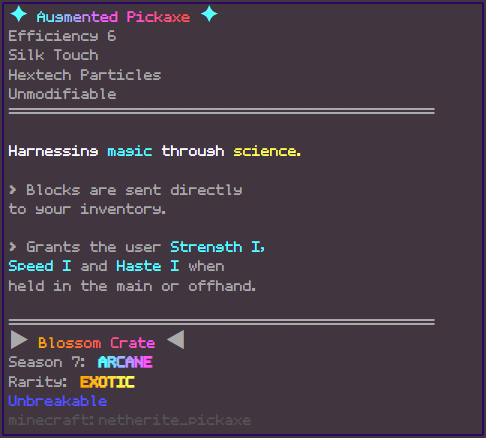 ✦ Augmented Pickaxe ✦
Efficiency 6
Silk Touch
Hextech Particles
Unmodifiable
Harnessing magic through science.
> Blocks are sent directly
to your inventory.
> Grants the user Strength I,
Speed I and Haste I when
held in the main or offhand.
▶ Blossom Crate ◀
Season 7: ARCANE
Rarity: EXOTIC
Unbreakable
minecraft:netherite_pickaxe